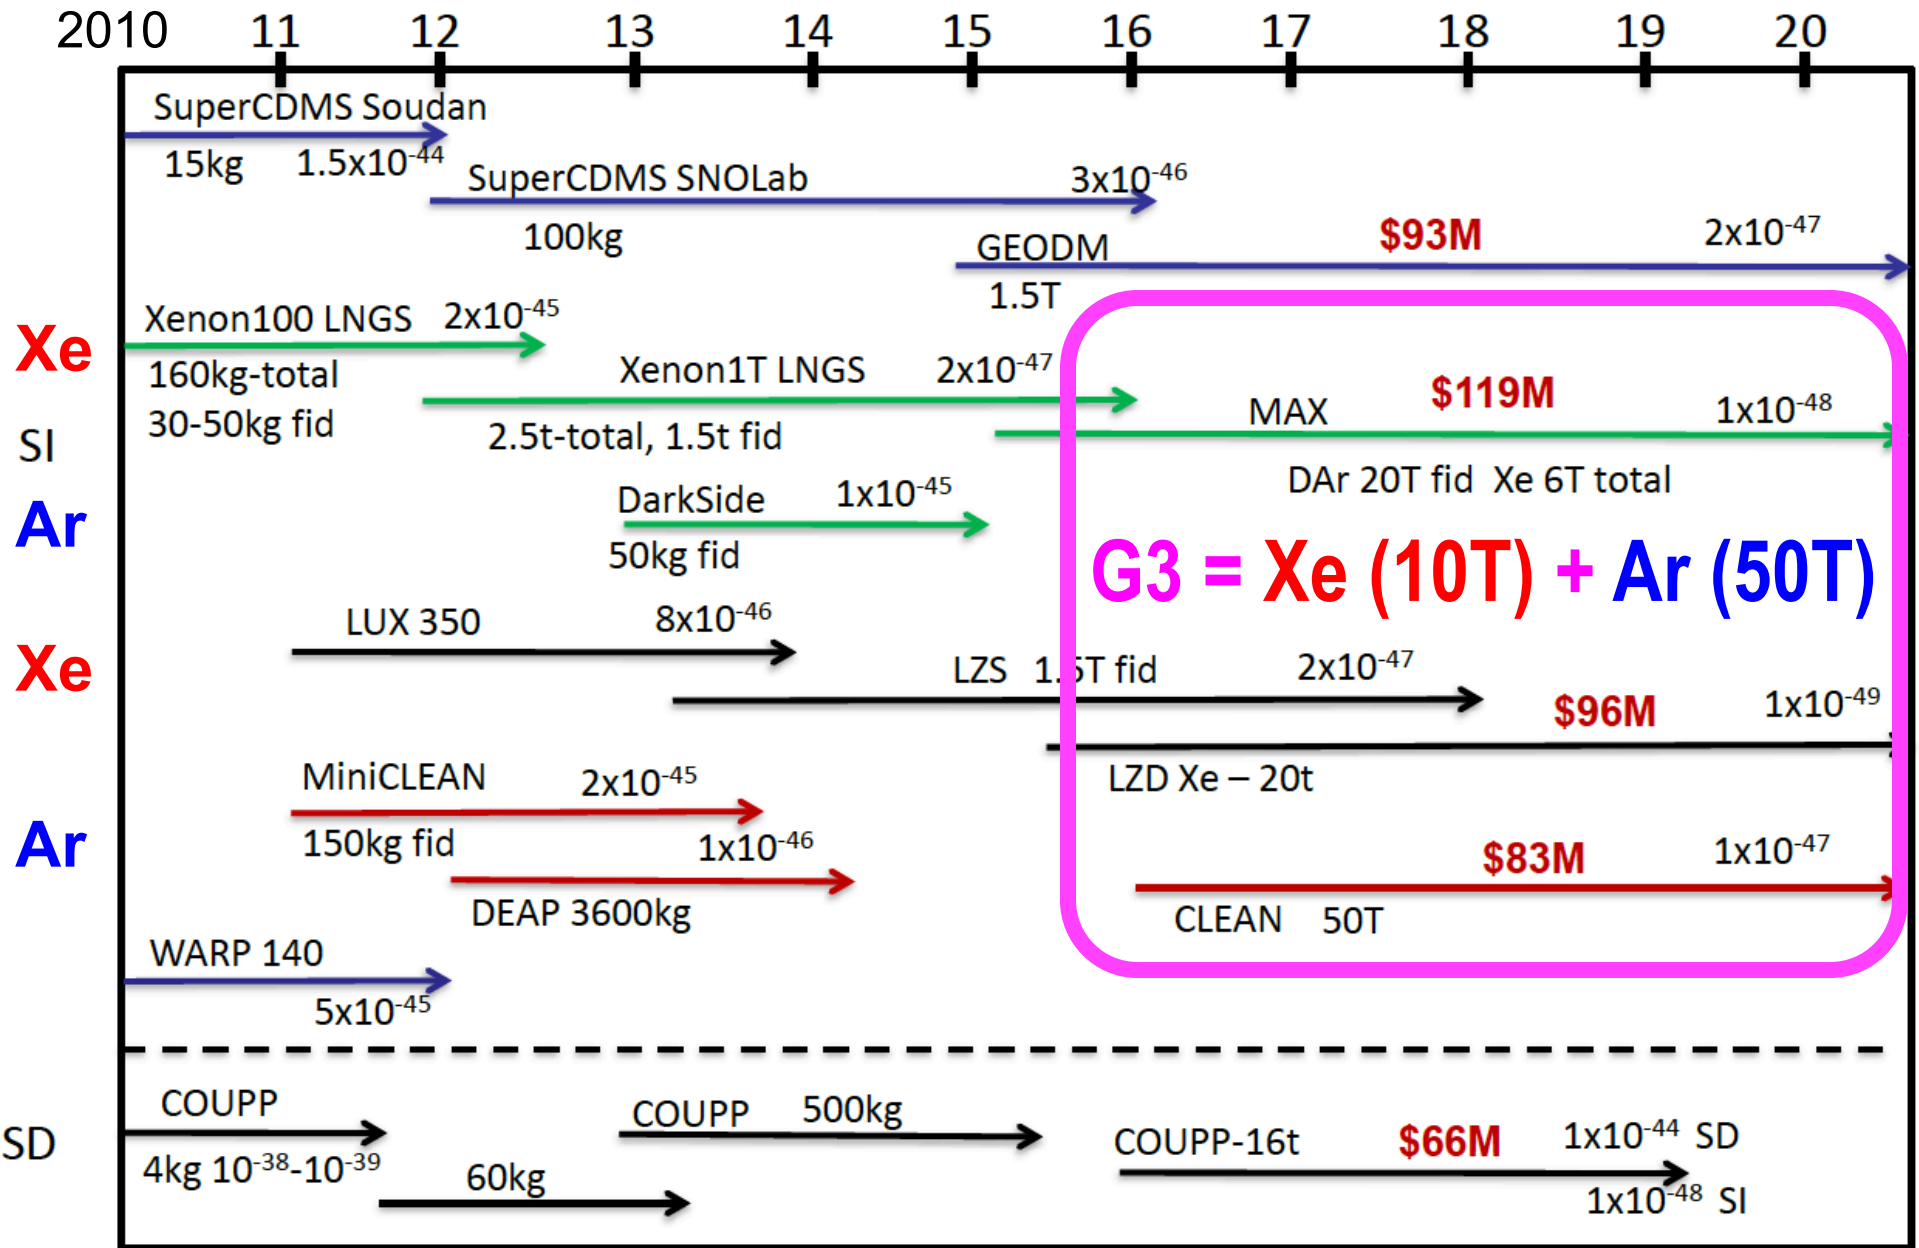 2010 11 12 13 14 15 16 17 18 19 20
SuperCDMS Soudan
15kg 1.5x10⁻⁴⁴
SuperCDMS SNOLab 3x10⁻⁴⁶
100kg
GEODM $93M 2x10⁻⁴⁷
1.5T
Xe
Xenon100 LNGS 2x10⁻⁴⁵
160kg-total
30-50kg fid
Xenon1T LNGS 2x10⁻⁴⁷
2.5t-total, 1.5t fid
MAX $119M 1x10⁻⁴⁸
DAr 20T fid Xe 6T total
SI
Ar
DarkSide 1x10⁻⁴⁵
50kg fid
G3 = Xe (10T) + Ar (50T)
LUX 350 8x10⁻⁴⁶
Xe
LZS 1.5T fid 2x10⁻⁴⁷
$96M 1x10⁻⁴⁹
LZD Xe – 20t
MiniCLEAN 2x10⁻⁴⁵
150kg fid
Ar
1x10⁻⁴⁶
DEAP 3600kg
$83M 1x10⁻⁴⁷
CLEAN 50T
WARP 140
5x10⁻⁴⁵
SD
COUPP
4kg 10⁻³⁸-10⁻³⁹
60kg
COUPP 500kg
COUPP-16t $66M 1x10⁻⁴⁴ SD
1x10⁻⁴⁸ SI